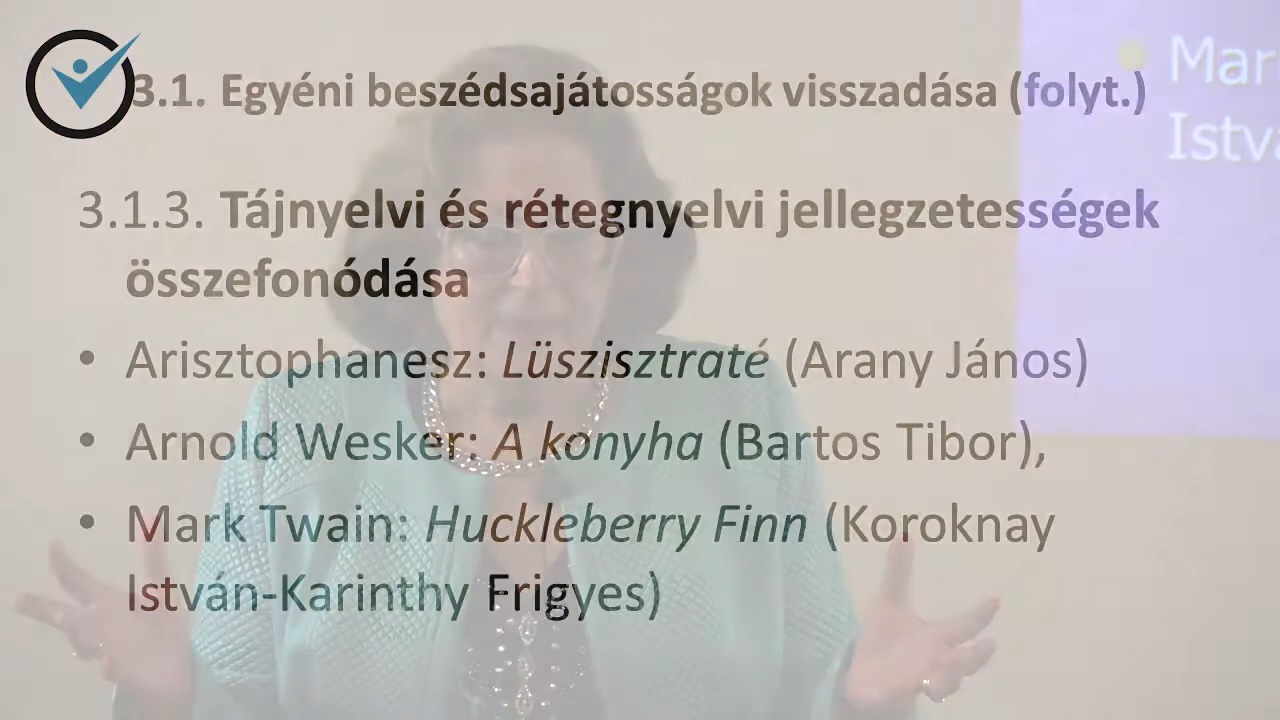 3.1. Egyéni beszédsajátosságok visszadása (folyt.)
3.1.3. Tájnyelvi és rétegnyelvi jellegzetességek
összefonódása
• Arisztophanesz: Lüszisztraté (Arany János)
• Arnold Wesker: A konyha (Bartos Tibor),
• Mark Twain: Huckleberry Finn (Koroknay
István-Karinthy Frigyes)